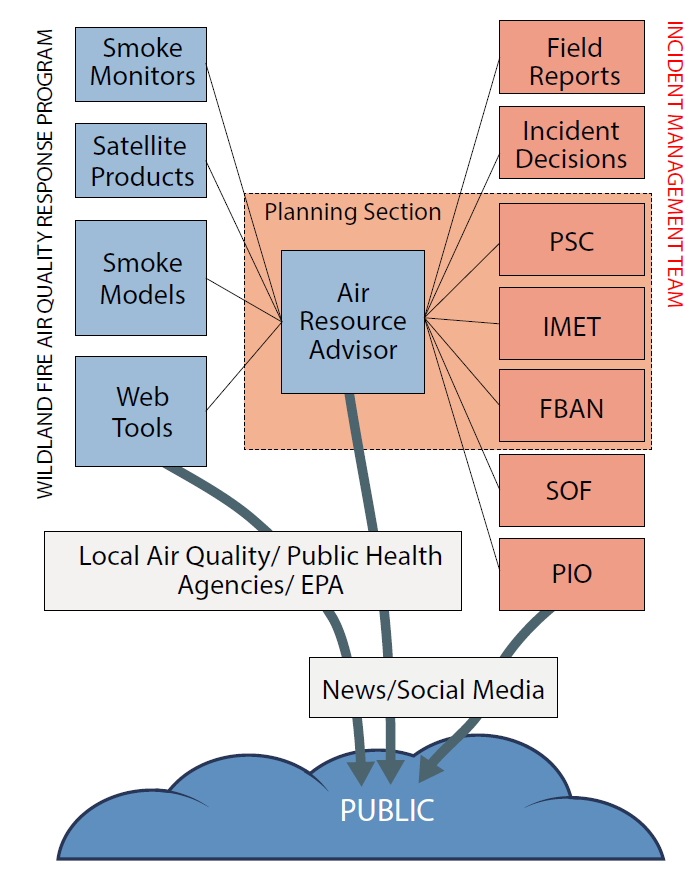 WILDLAND FIRE AIR QUALITY RESPONSE PROGRAM
Smoke
Monitors
Satellite
Products
Smoke
Models
Web
Tools
Planning Section
Air
Resource
Advisor
Field
Reports
Incident
Decisions
PSC
IMET
FBAN
SOF
PIO
INCIDENT MANAGEMENT TEAM
Local Air Quality/ Public Health
Agencies/ EPA
News/Social Media
PUBLIC